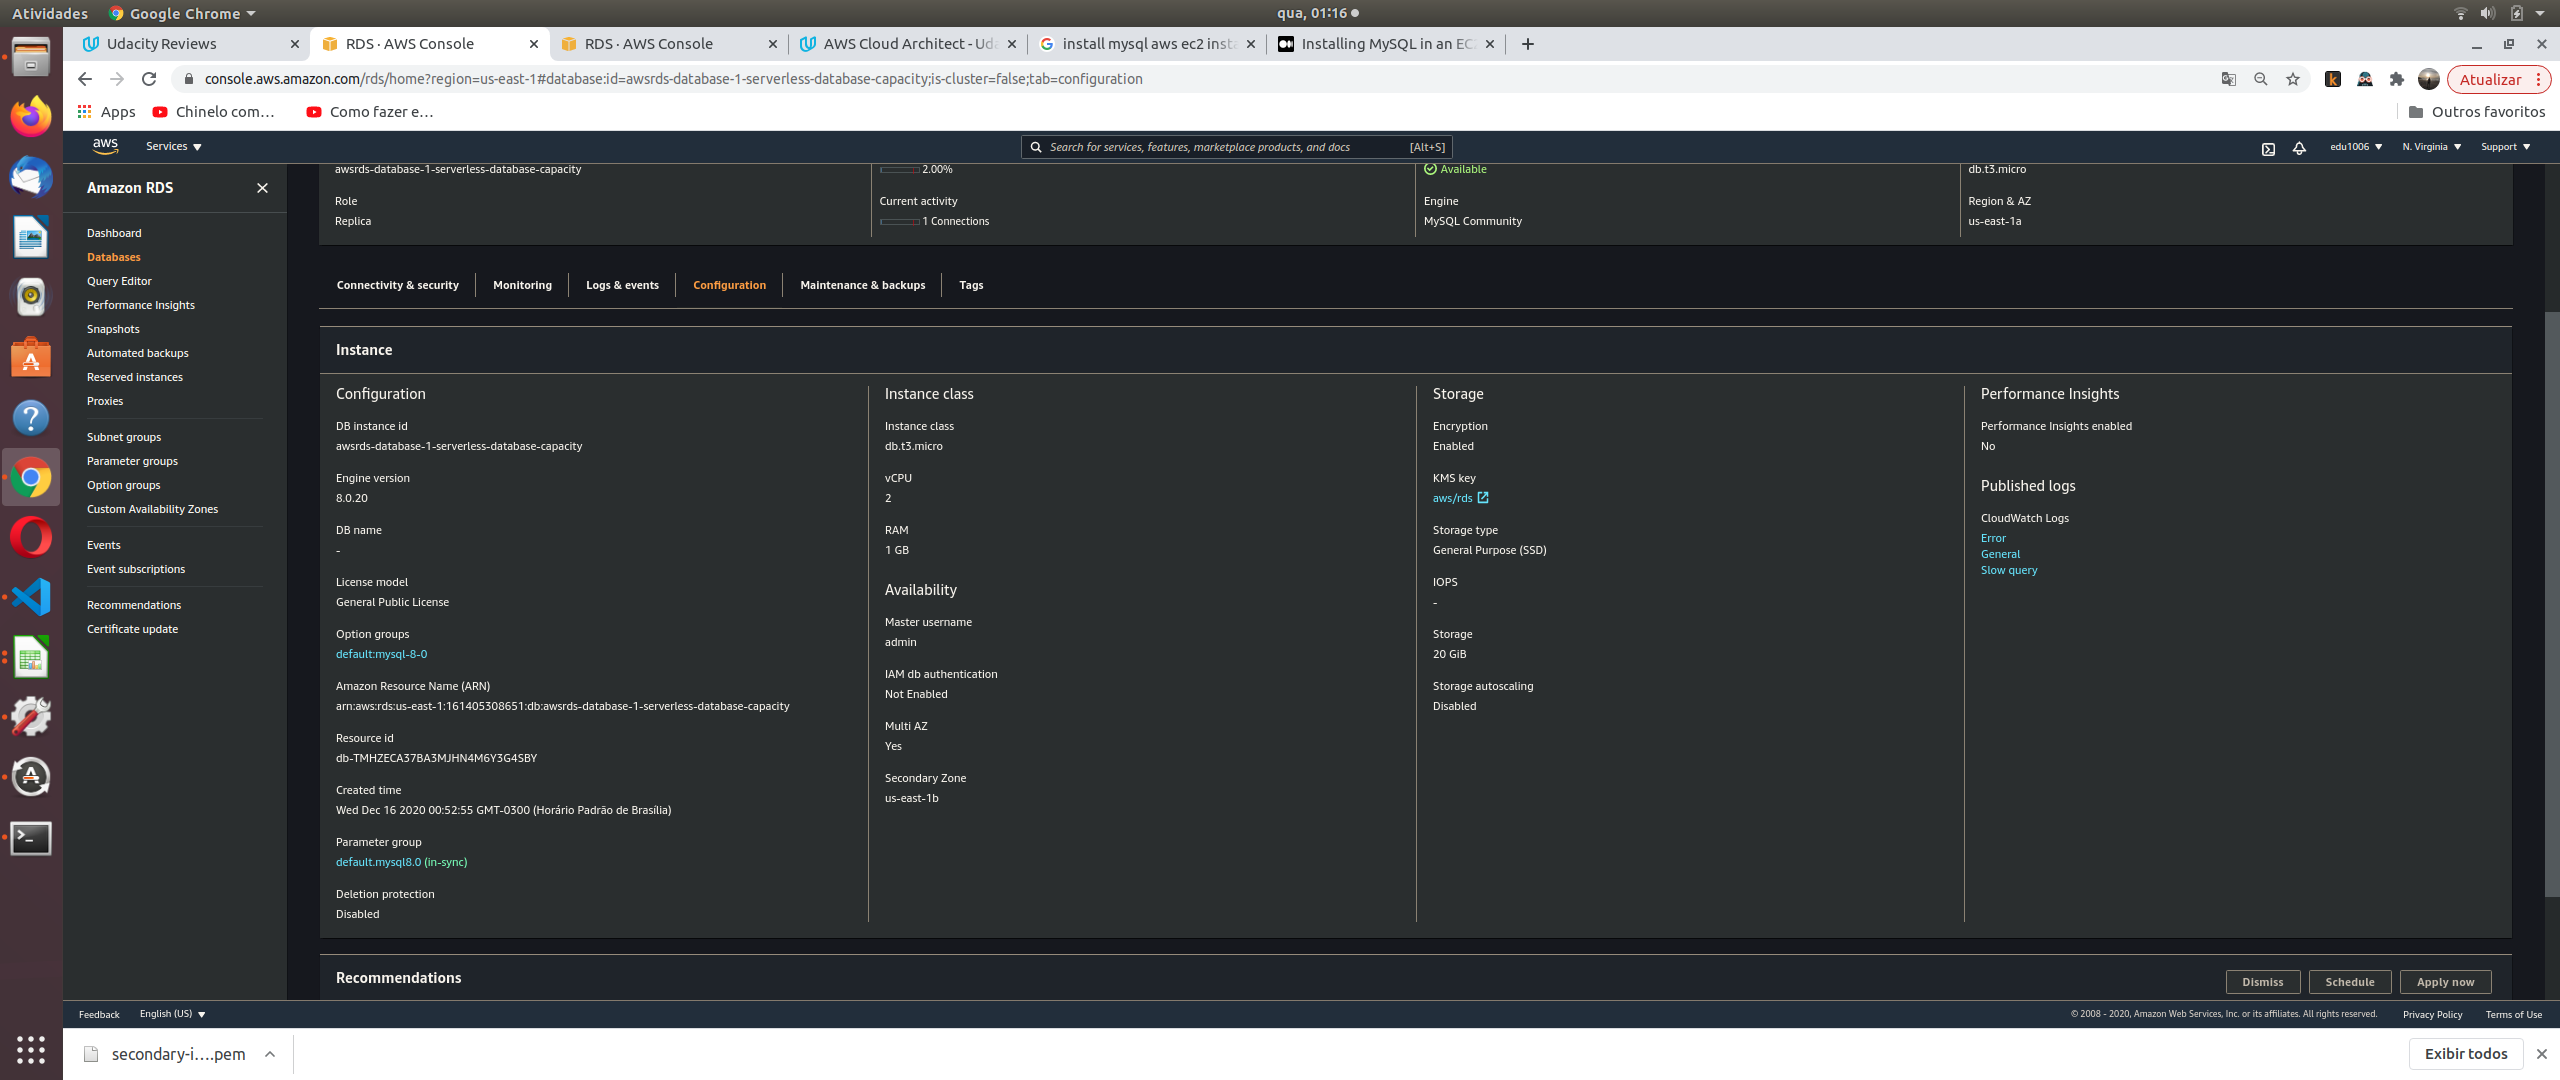 Atividades
Google Chrome
qua, 01:16
Udacity Reviews
RDS · AWS Console
RDS · AWS Console
AWS Cloud Architect - Uda
install mysql aws ec2 insta
Installing MySQL in an EC
console.aws.amazon.com/rds/home?region=us-east-1#database:id=awsrds-database-1-serverless-database-capacity;is-cluster=false;tab=configuration
Atualizar
Apps
Chinelo com...
Como fazer e...
Outros favoritos
aws
Services
Search for services, features, marketplace products, and docs
[Alt+S]
edu1006
N. Virginia
Support
Amazon RDS
Dashboard
Databases
Query Editor
Performance Insights
Snapshots
Automated backups
Reserved instances
Proxies
Subnet groups
Parameter groups
Option groups
Custom Availability Zones
Events
Event subscriptions
Recommendations
Certificate update
awsrds-database-1-serverless-database-capacity
2.00%
Available
db.t3.micro
Role
Replica
Current activity
1 Connections
Engine
MySQL Community
Region & AZ
us-east-1a
Connectivity & security
Monitoring
Logs & events
Configuration
Maintenance & backups
Tags
Instance
Configuration
DB instance id
awsrds-database-1-serverless-database-capacity
Engine version
8.0.20
DB name
-
License model
General Public License
Option groups
default:mysql-8-0
Amazon Resource Name (ARN)
arn:aws:rds:us-east-1:161405308651:db:awsrds-database-1-serverless-database-capacity
Resource id
db-TMHZECA37BA3MJHN4M6Y3G4SBY
Created time
Wed Dec 16 2020 00:52:55 GMT-0300 (Horário Padrão de Brasília)
Parameter group
default.mysql8.0 (in-sync)
Deletion protection
Disabled
Instance class
Instance class
db.t3.micro
vCPU
2
RAM
1 GB
Availability
Master username
admin
IAM db authentication
Not Enabled
Multi AZ
Yes
Secondary Zone
us-east-1b
Storage
Encryption
Enabled
KMS key
aws/rds
Storage type
General Purpose (SSD)
IOPS
-
Storage
20 GiB
Storage autoscaling
Disabled
Performance Insights
Performance Insights enabled
No
Published logs
CloudWatch Logs
Error
General
Slow query
Recommendations
Dismiss
Schedule
Apply now
Feedback
English (US)
© 2008 - 2020, Amazon Web Services, Inc. or its affiliates. All rights reserved.
Privacy Policy
Terms of Use
secondary-i....pem
Exibir todos